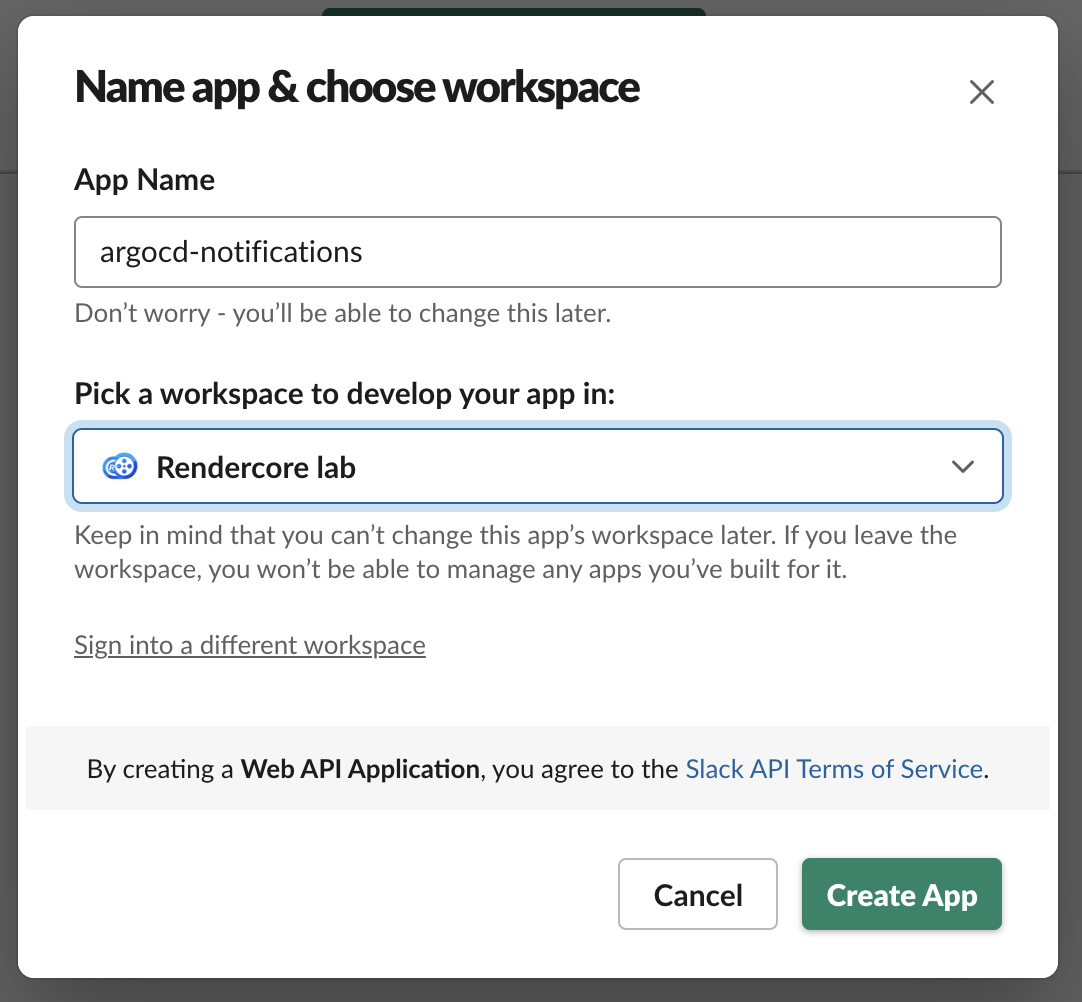 Name app & choose workspace
App Name
argocd-notifications
Don’t worry - you’ll be able to change this later.
Pick a workspace to develop your app in:
Rendercore lab
Keep in mind that you can’t change this app’s workspace later. If you leave the
workspace, you won’t be able to manage any apps you’ve built for it.
Sign into a different workspace
By creating a Web API Application, you agree to the Slack API Terms of Service.
Cancel
Create App